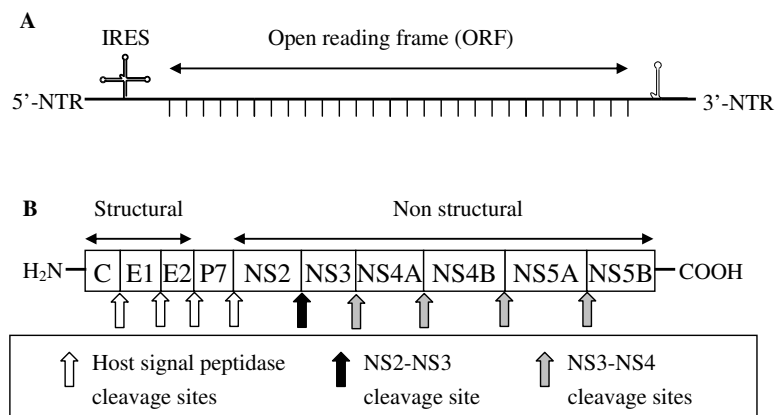 A
IRES
Open reading frame (ORF)
5’-NTR
3’-NTR
B
Structural
Non structural
H2N
C E1 E2 P7 NS2 NS3 NS4A NS4B NS5A NS5B
COOH
Host signal peptidase
cleavage sites
NS2-NS3
cleavage site
NS3-NS4
cleavage sites